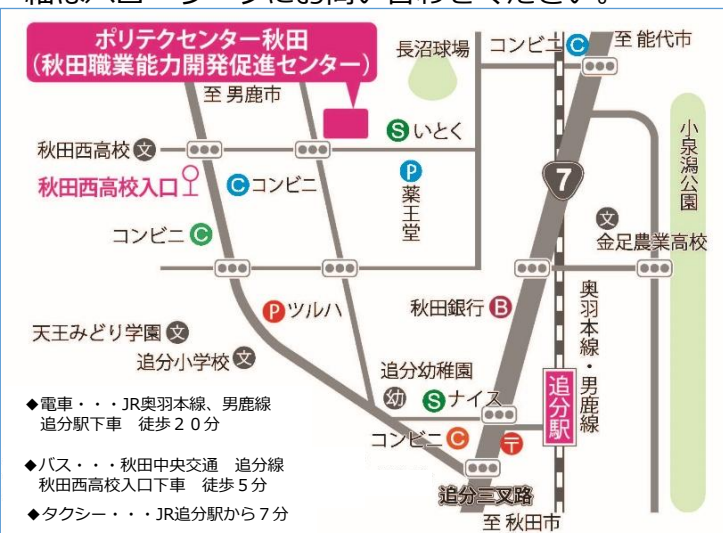 ポリテクセンター秋田
(秋田職業能力開発促進センター)
長沼球場
コンビニ C
至 能代市
至 男鹿市
秋田西高校 文
S いとく
秋田西高校入口
C コンビニ
P
薬王堂
7
小泉潟公園
文
金足農業高校
コンビニ C
P ツルハ
秋田銀行 B
奥羽本線・男鹿線
天王みどり学園 文
追分小学校 文
追分幼稚園
幼
S ナイス
追分駅
コンビニ C
〒
追分三叉路
至 秋田市
◆電車・・・JR奥羽本線、男鹿線
追分駅下車 徒歩20分
◆バス・・・秋田中央交通 追分線
秋田西高校入口下車 徒歩5分
◆タクシー・・・JR追分駅から7分